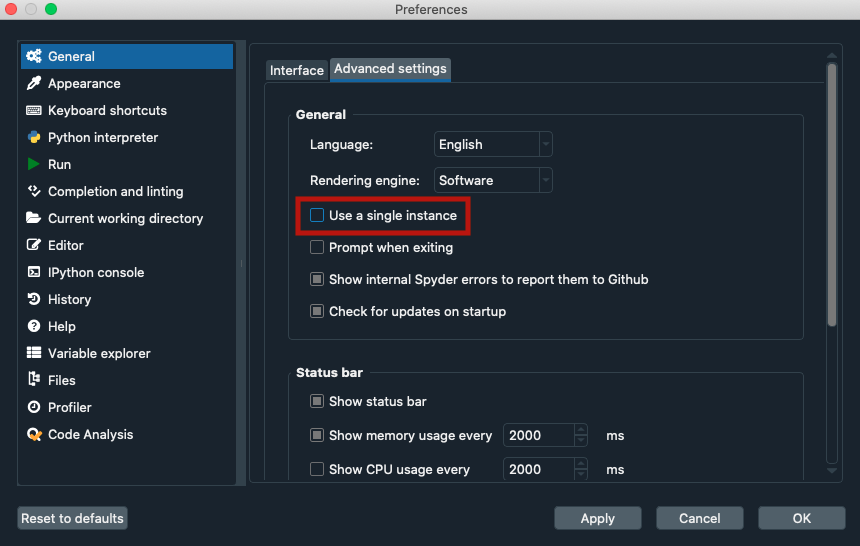 Preferences
General
Appearance
Keyboard shortcuts
Python interpreter
Run
Completion and linting
Current working directory
Editor
IPython console
History
Help
Variable explorer
Files
Profiler
Code Analysis
Interface Advanced settings
General
Language: English
Rendering engine: Software
Use a single instance
Prompt when exiting
Show internal Spyder errors to report them to Github
Check for updates on startup
Status bar
Show status bar
Show memory usage every 2000 ms
Show CPU usage every 2000 ms
Reset to defaults Apply Cancel OK